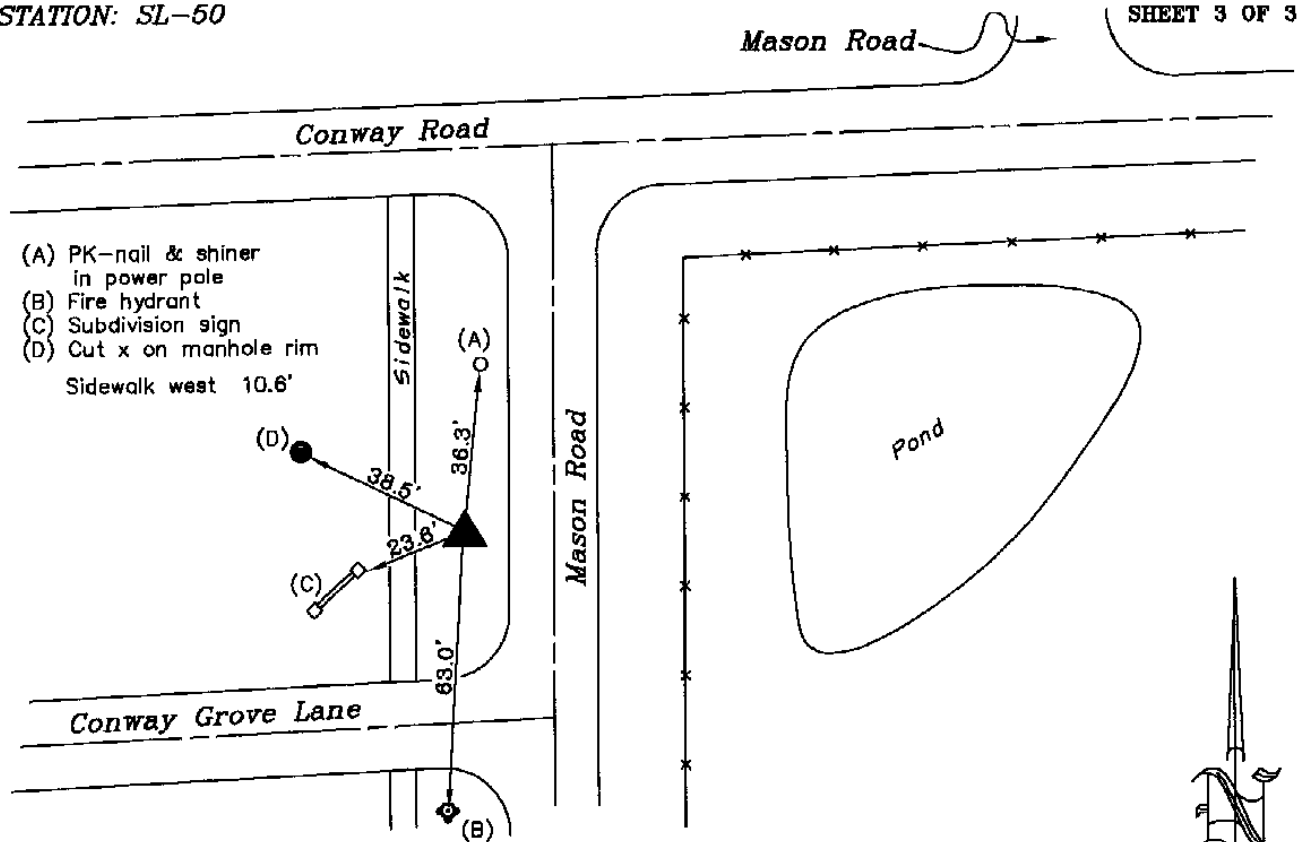 STATION: SL-50
SHEET 3 OF 3
Mason Road
Conway Road
(A) PK-nail & shiner
in power pole
(B) Fire hydrant
(C) Subdivision sign
(D) Cut x on manhole rim
Sidewalk west 10.6'
Sidewalk
(A)
36.3'
(D)
38.5'
23.6'
(C)
63.0'
Mason Road
Pond
Conway Grove Lane
(B)
N